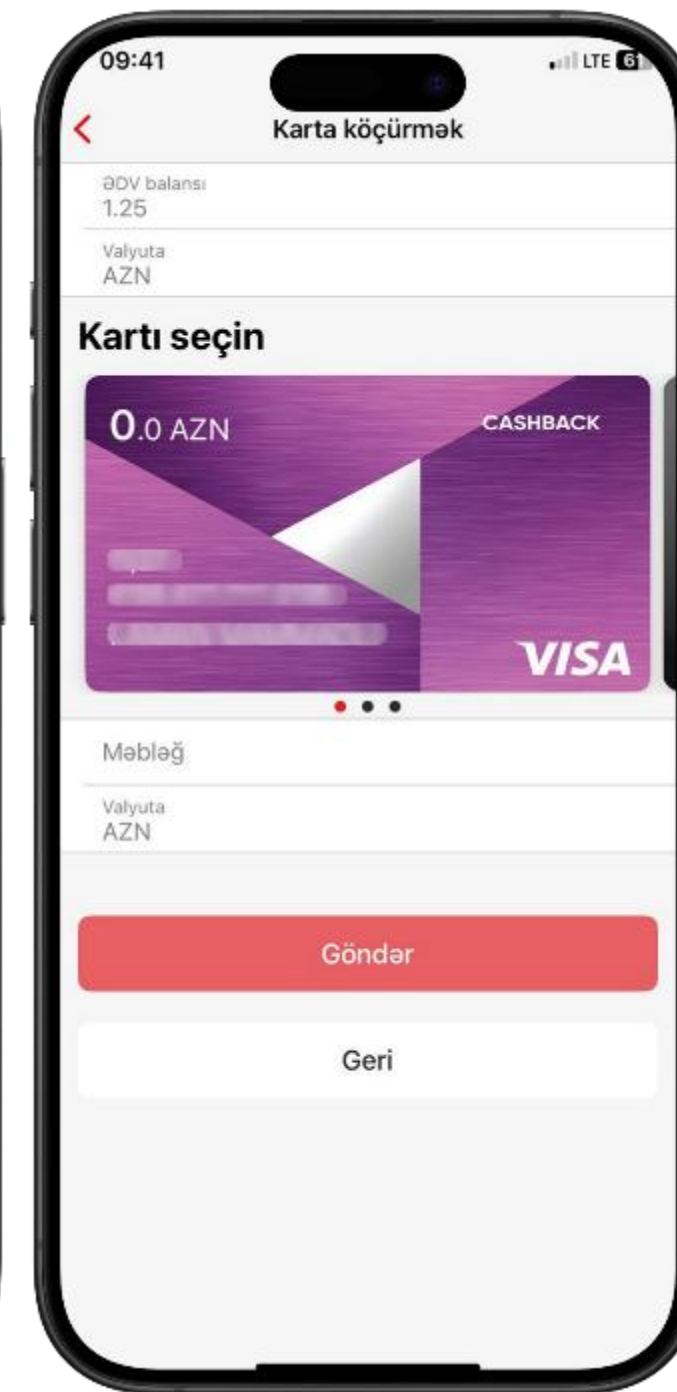 09:41
LTE 61
Karta köçürmək
ƏDV balansı
1.25
Valyuta
AZN
Kartı seçin
0.0 AZN
CASHBACK
VISA
Məbləğ
Valyuta
AZN
Göndər
Geri